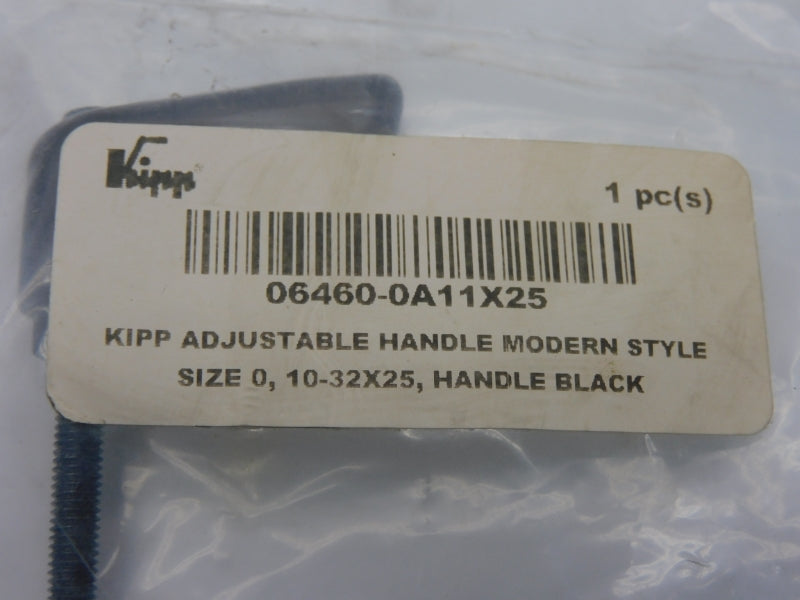 Kipp
1 pc(s)
06460-0A11X25
KIPP ADJUSTABLE HANDLE MODERN STYLE
SIZE 0, 10-32X25, HANDLE BLACK